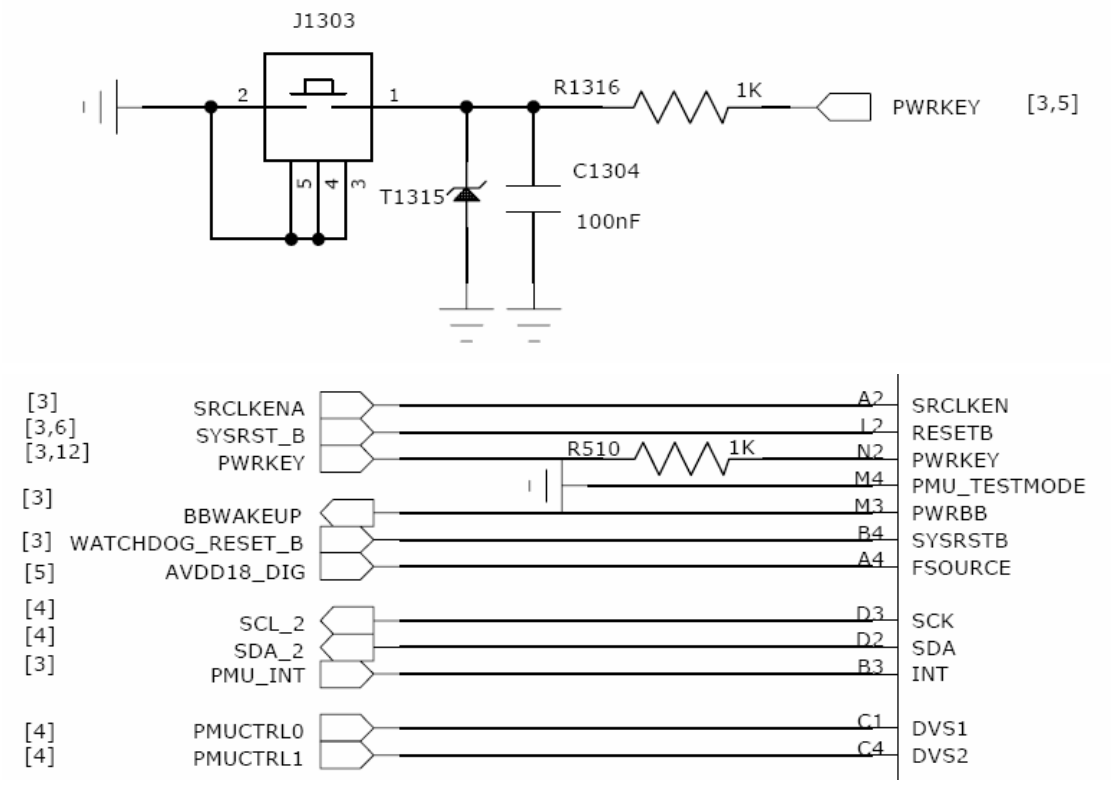 J1303
2
1
R1316
1K
PWRKEY
[3,5]
5
4
3
T1315
C1304
100nF
[3]
SRCLKENA
A2
SRCLKEN
[3,6]
SYSRST_B
L2
RESETB
[3,12]
PWRKEY
R510
1K
N2
PWRKEY
M4
PMU_TESTMODE
[3]
BBWAKEUP
M3
PWRBB
[3]
WATCHDOG_RESET_B
B4
SYSRSTB
[5]
AVDD18_DIG
A4
FSOURCE
[4]
SCL_2
D3
SCK
[4]
SDA_2
D2
SDA
[3]
PMU_INT
B3
INT
[4]
PMUCTRL0
C1
DVS1
[4]
PMUCTRL1
C4
DVS2